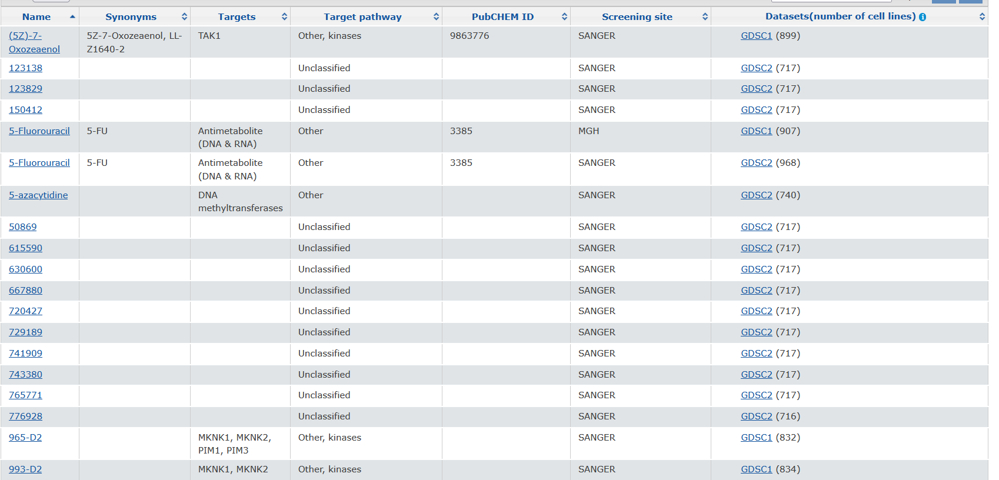 Name Synonyms Targets Target pathway PubCHEM ID Screening site Datasets(number of cell lines)
(5Z)-7- 5Z-7-Oxozeaenol, LL- TAK1 Other, kinases 9863776 SANGER GDSC1 (899)
Oxozeaenol Z1640-2
123138 Unclassified SANGER GDSC2 (717)
123829 Unclassified SANGER GDSC2 (717)
150412 Unclassified SANGER GDSC2 (717)
5-Fluorouracil 5-FU Antimetabolite Other 3385 MGH GDSC1 (907)
(DNA & RNA)
5-Fluorouracil 5-FU Antimetabolite Other 3385 SANGER GDSC2 (968)
(DNA & RNA)
5-azacytidine DNA Other SANGER GDSC2 (740)
methyltransferases
50869 Unclassified SANGER GDSC2 (717)
615590 Unclassified SANGER GDSC2 (717)
630600 Unclassified SANGER GDSC2 (717)
667880 Unclassified SANGER GDSC2 (717)
720427 Unclassified SANGER GDSC2 (717)
729189 Unclassified SANGER GDSC2 (717)
741909 Unclassified SANGER GDSC2 (717)
743380 Unclassified SANGER GDSC2 (717)
765771 Unclassified SANGER GDSC2 (717)
776928 Unclassified SANGER GDSC2 (716)
965-D2 MKNK1, MKNK2, Other, kinases SANGER GDSC1 (832)
PIM1, PIM3
993-D2 MKNK1, MKNK2 Other, kinases SANGER GDSC1 (834)